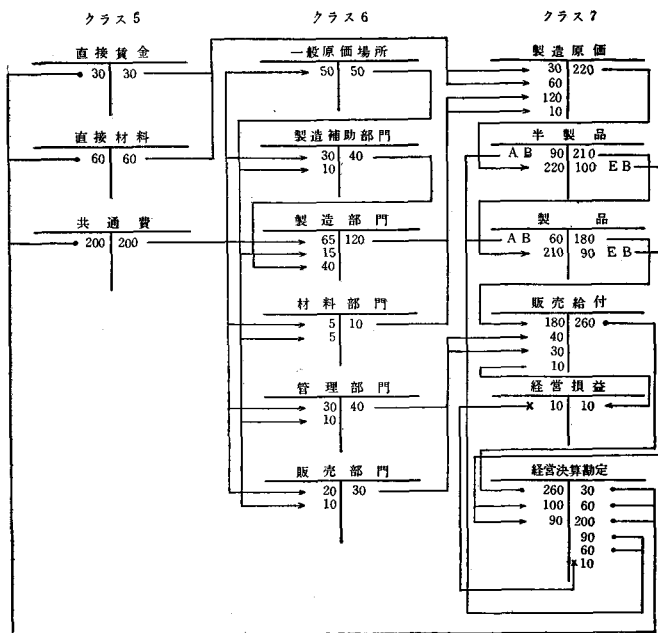 クラス5
直接賃金
30 30
直接材料
60 60
共通費
200 200
クラス6
一般原価場所
50 50
製造補助部門
30 40
10
製造部門
65 120
15
40
材料部門
5 10
5
管理部門
30 40
10
販売部門
20 30
10
クラス7
製造原価
30 220
60
120
10
半製品
AB 90 210
220 100 EB
製品
AB 60 180
210 90 EB
販売給付
180 260
40
30
10
経営損益
10 10
経営決算勘定
260 30
100 60
90 200
90
60
10